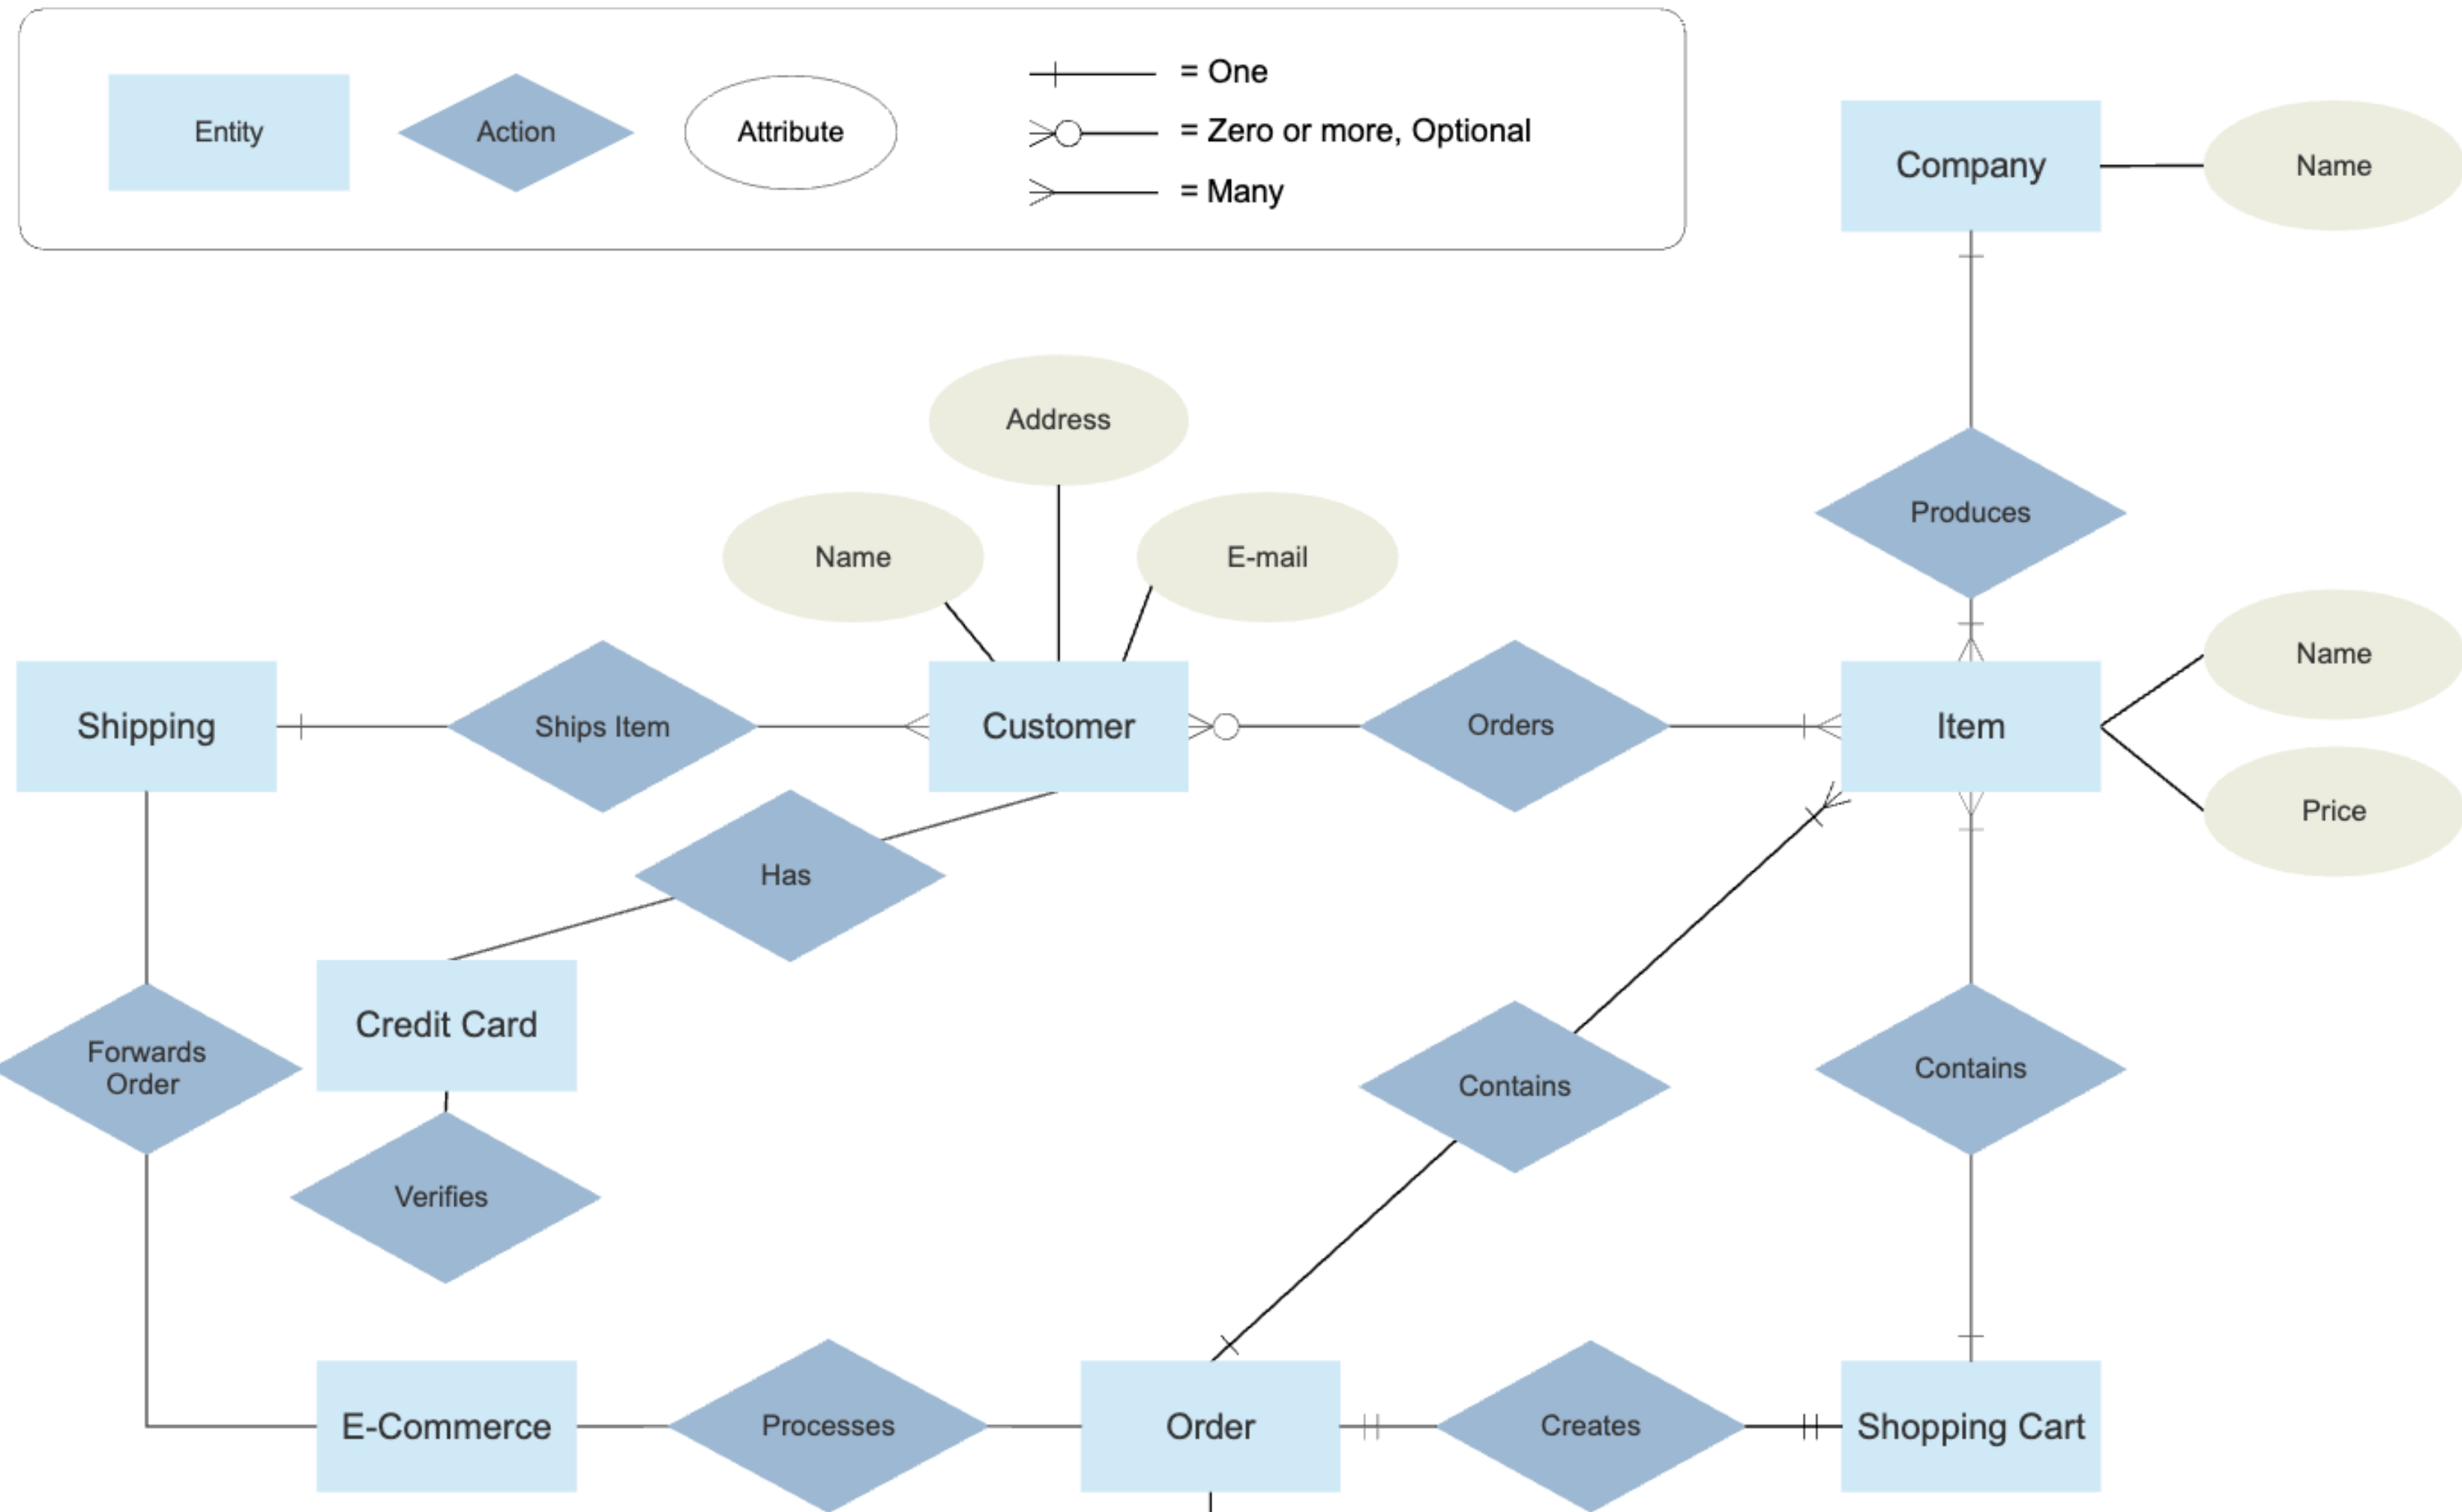 Entity
Action
Attribute
= One
= Zero or more, Optional
= Many
Company
Name
Produces
Address
Name
E-mail
Shipping
Ships Item
Customer
Orders
Item
Name
Price
Has
Credit Card
Forwards
Order
Verifies
Contains
Contains
E-Commerce
Processes
Order
Creates
Shopping Cart